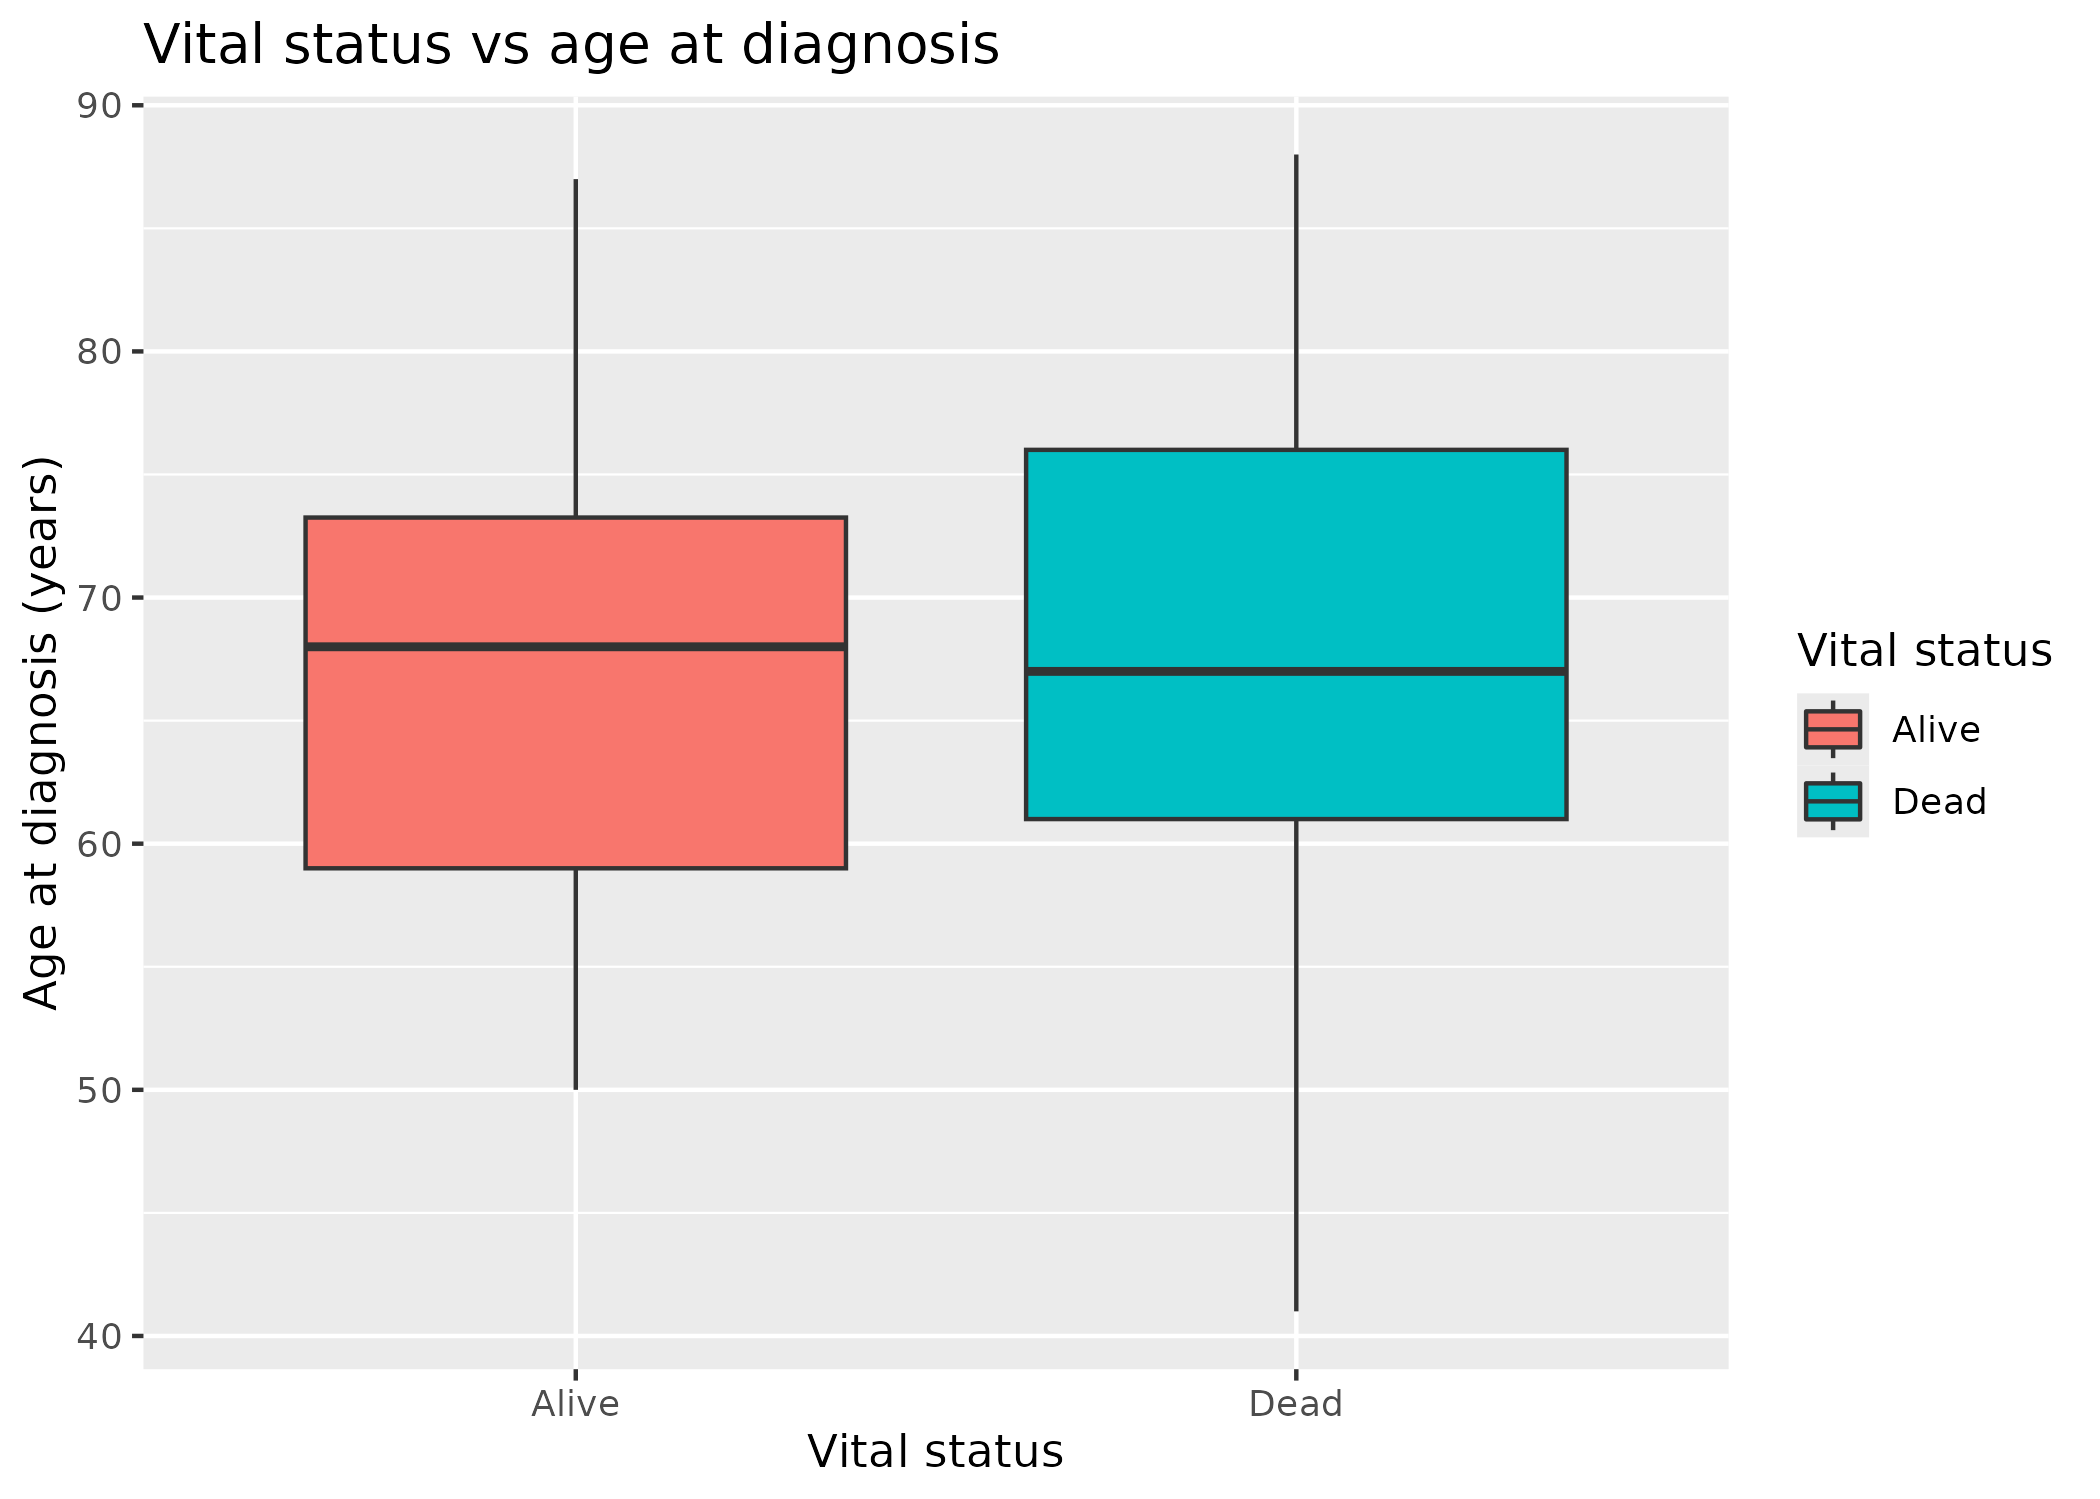 Vital status vs age at diagnosis
90
80
70
60
50
40
Age at diagnosis (years)
Alive
Dead
Vital status
Vital status
Alive
Dead